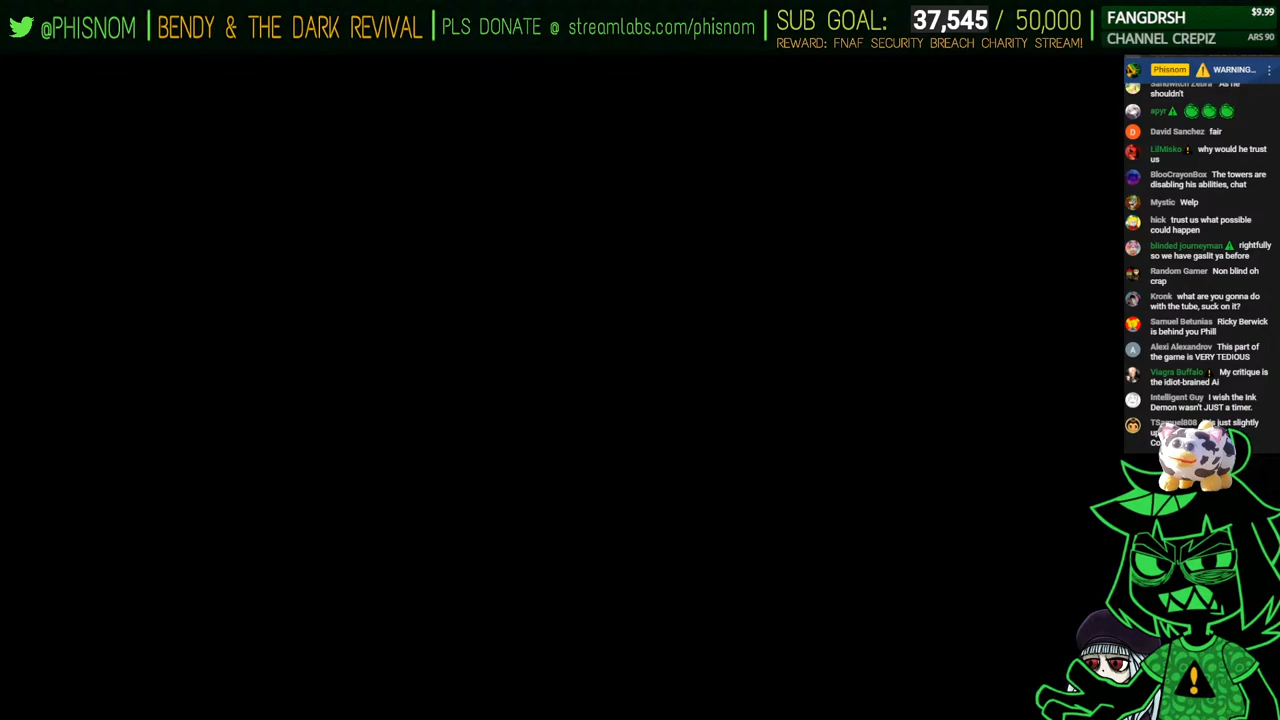 @PHISNOM
BENDY & THE DARK REVIVAL
PLS DONATE @ streamlabs.com/phisnom
SUB GOAL: 37,545 / 50,000
REWARD: FNAF SECURITY BREACH CHARITY STREAM!
FANGDRSH $9.99
CHANNEL CREPIZ ARS 90
Phisnom WARNING...
Sandwitch Zebra As he
shouldn't
apyr
D David Sanchez fair
LilMisko why would he trust
us
BlooCrayonBox The towers are
disabling his abilities, chat
Mystic Welp
hick trust us what possible
could happen
blinded journeyman rightfully
so we have gaslit ya before
Random Gamer Non blind oh
crap
Kronk what are you gonna do
with the tube, suck on it?
Samuel Betunias Ricky Berwick
is behind you Phill
A Alexi Alexandrov This part of
the game is VERY TEDIOUS
Viagra Buffalo My critique is
the idiot-brained Ai
Intelligent Guy I wish the Ink
Demon wasn't JUST a timer.
TSamuel808 just slightly